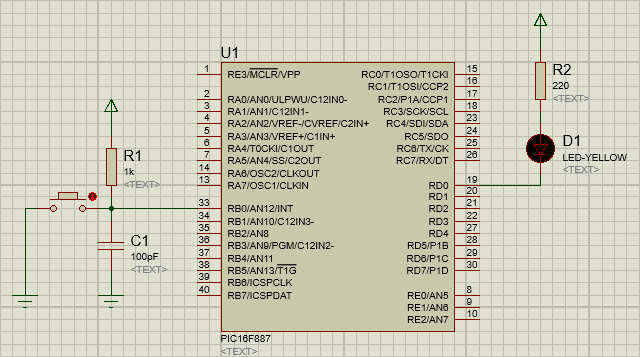 U1
1 RE3/MCLR/VPP
2 RA0/AN0/ULPWU/C12IN0-
3 RA1/AN1/C12IN1-
4 RA2/AN2/VREF-/CVREF/C2IN+
5 RA3/AN3/VREF+/C1IN+
6 RA4/T0CKI/C1OUT
7 RA5/AN4/SS/C2OUT
14 RA6/OSC2/CLKOUT
13 RA7/OSC1/CLKIN
33 RB0/AN12/INT
34 RB1/AN10/C12IN3-
35 RB2/AN8
36 RB3/AN9/PGM/C12IN2-
37 RB4/AN11
38 RB5/AN13/T1G
39 RB6/ICSPCLK
40 RB7/ICSPDAT
RC0/T1OSO/T1CKI 15
RC1/T1OSI/CCP2 16
RC2/P1A/CCP1 17
RC3/SCK/SCL 18
RC4/SDI/SDA 23
RC5/SDO 24
RC6/TX/CK 25
RC7/RX/DT 26
RD0 19
RD1 20
RD2 21
RD3 22
RD4 27
RD5/P1B 28
RD6/P1C 29
RD7/P1D 30
RE0/AN5 8
RE1/AN6 9
RE2/AN7 10
PIC16F887
<TEXT>
R1
1k
<TEXT>
C1
100pF
<TEXT>
R2
220
<TEXT>
D1
LED-YELLOW
<TEXT>